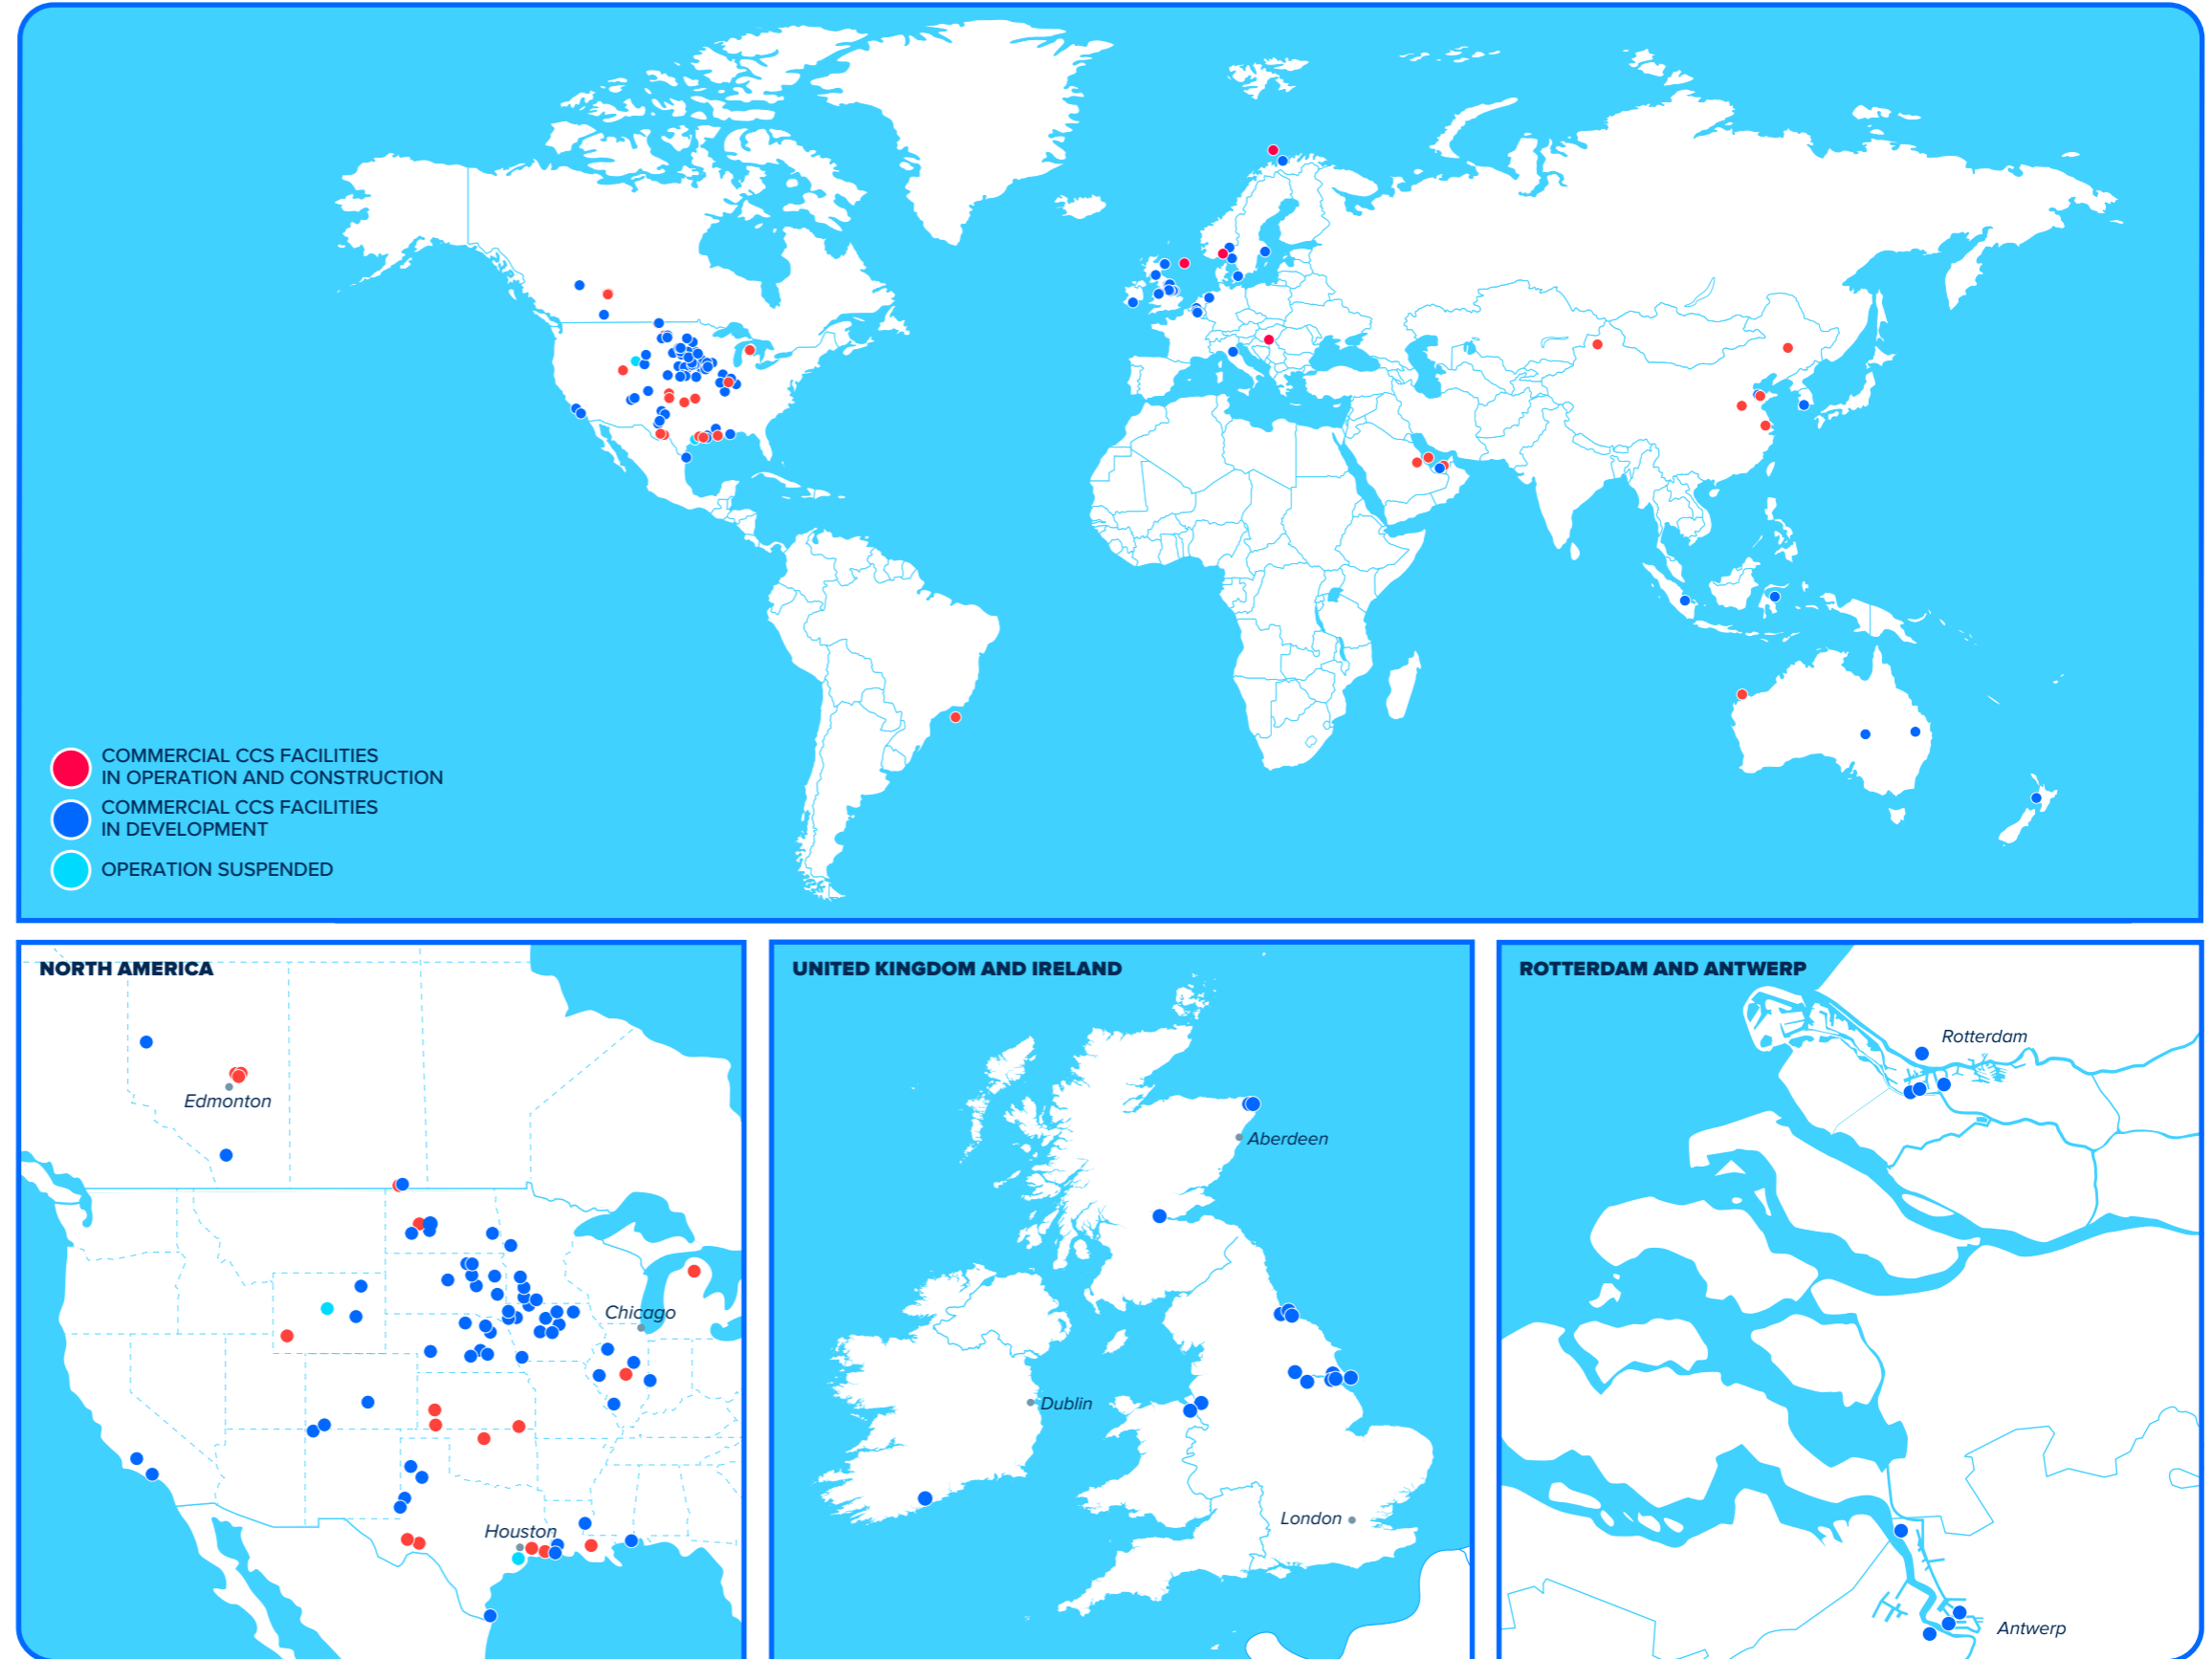 COMMERCIAL CCS FACILITIES
IN OPERATION AND CONSTRUCTION
COMMERCIAL CCS FACILITIES
IN DEVELOPMENT
OPERATION SUSPENDED
NORTH AMERICA
Edmonton
Chicago
Houston
UNITED KINGDOM AND IRELAND
Aberdeen
Dublin
London
ROTTERDAM AND ANTWERP
Rotterdam
Antwerp